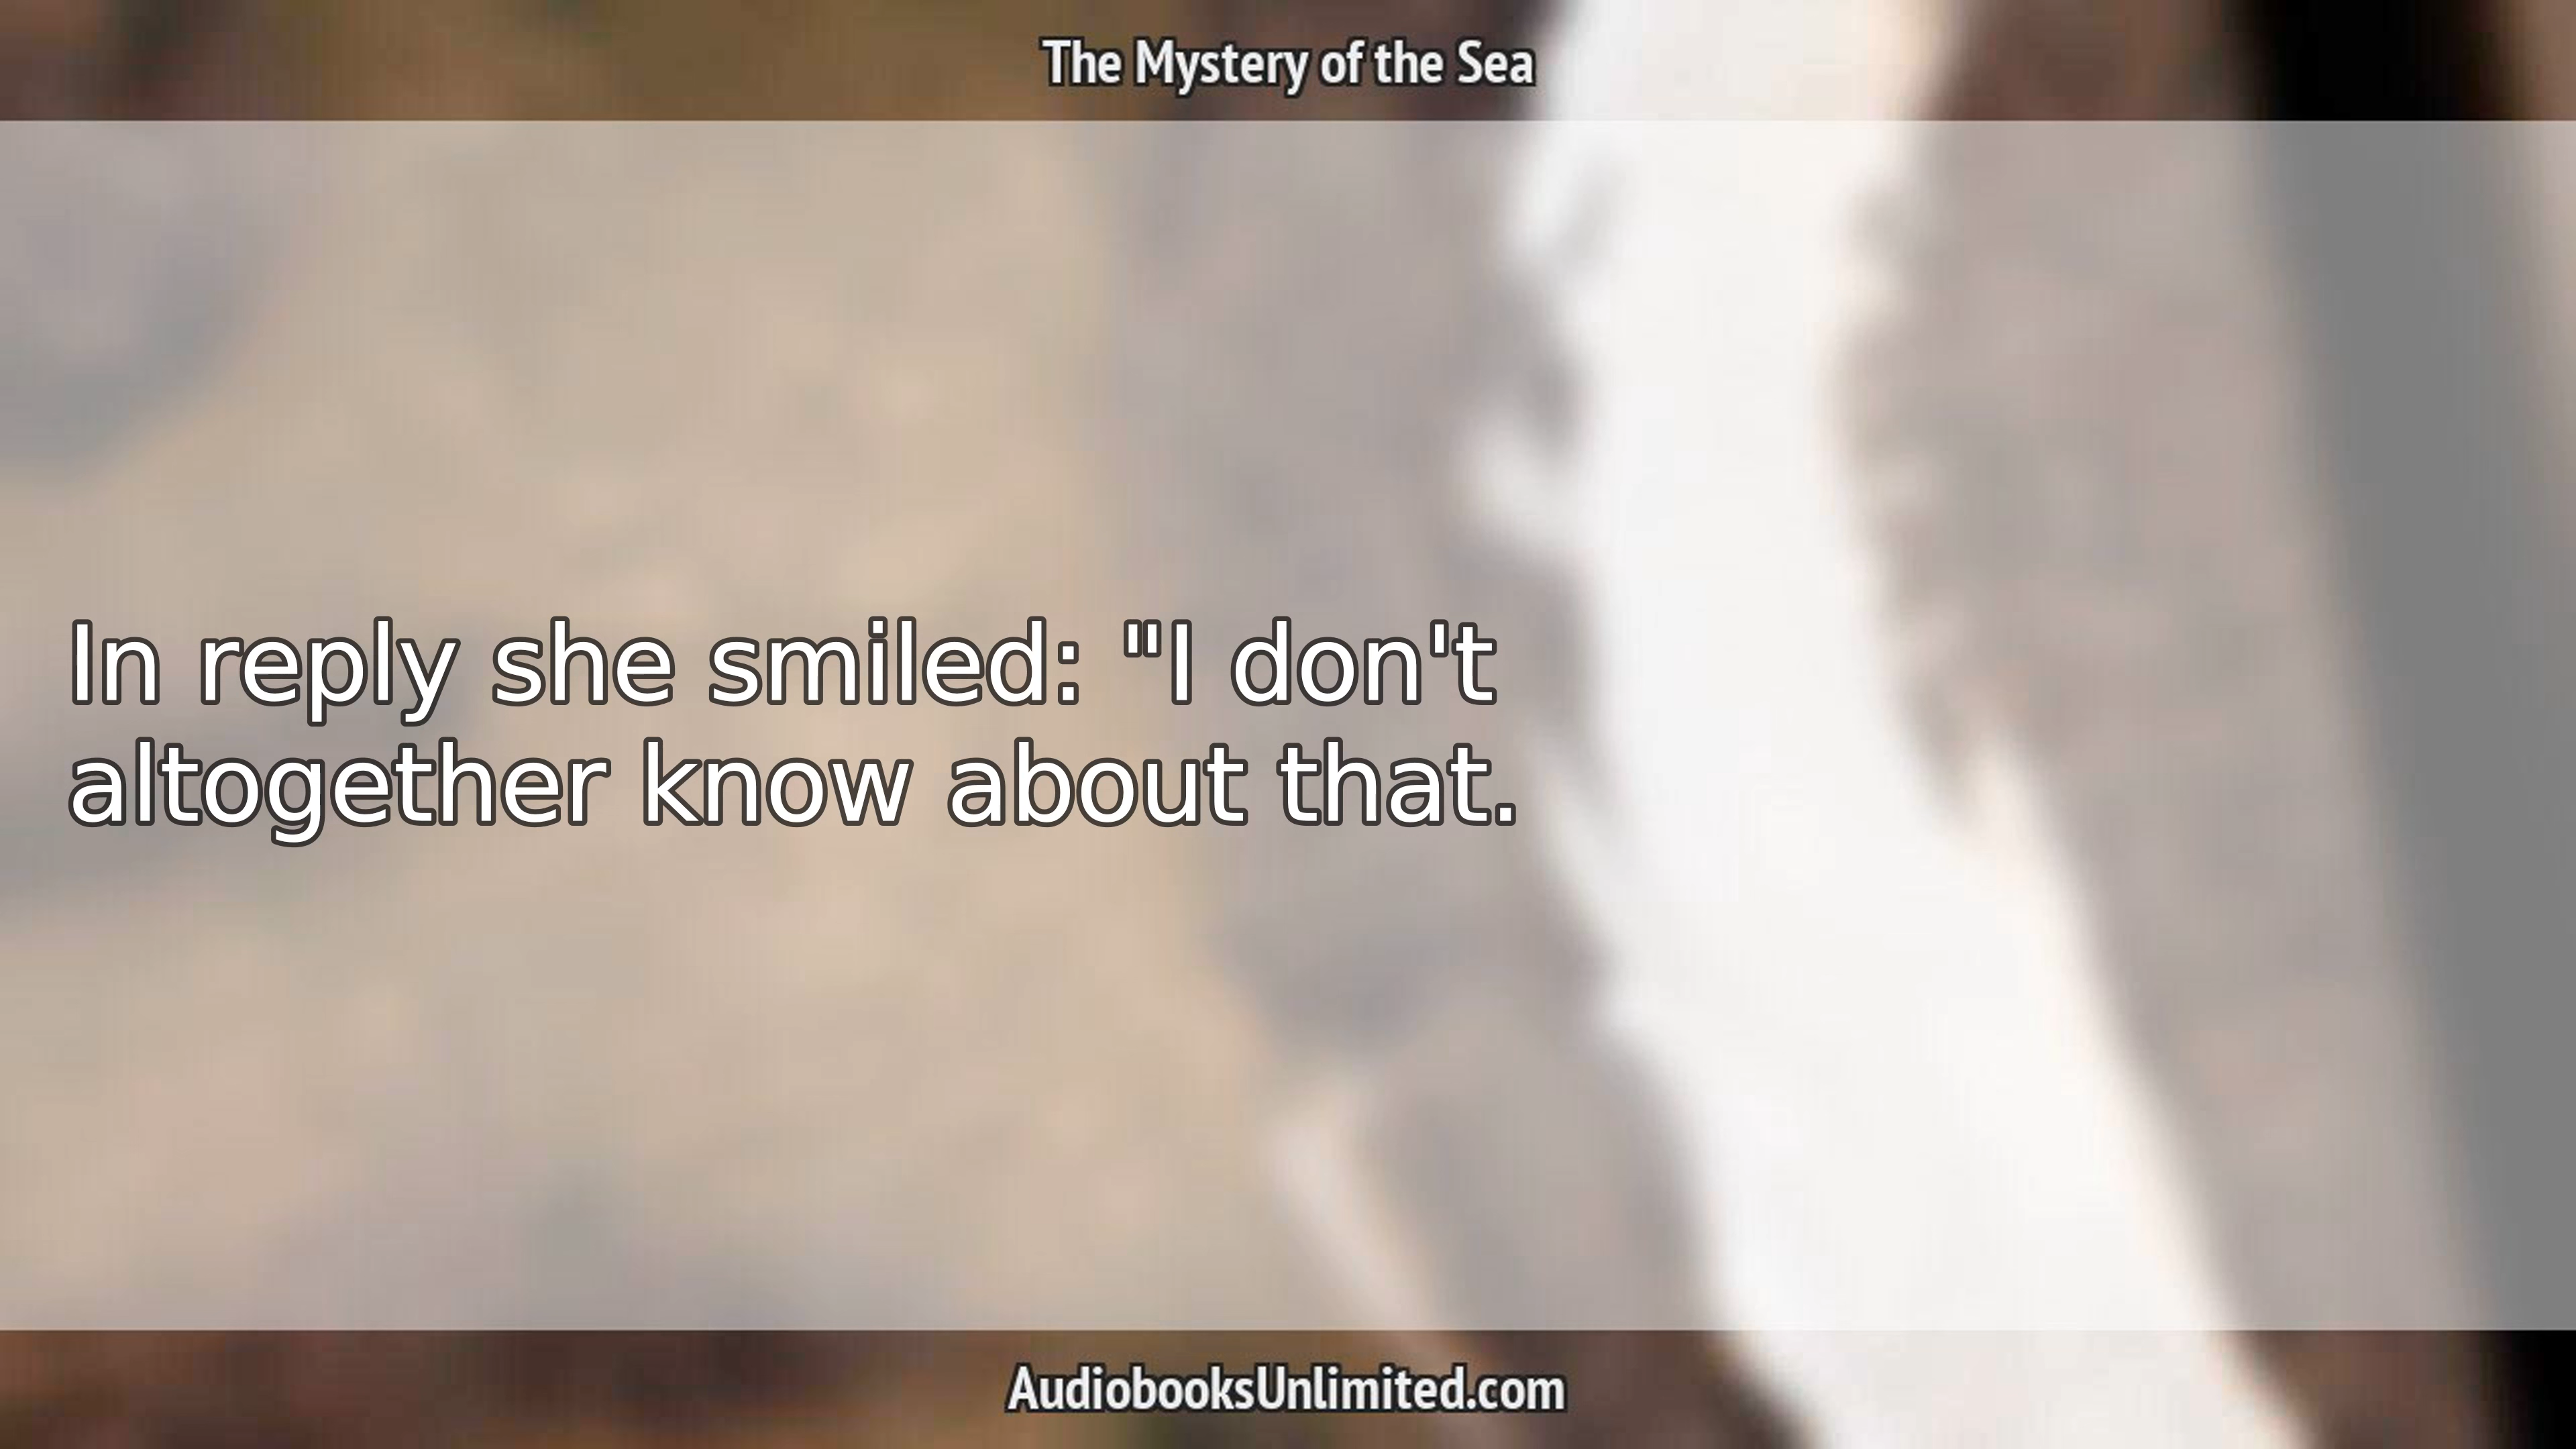 The Mystery of the Sea
In reply she smiled: "I don't
altogether know about that.
AudiobooksUnlimited.com